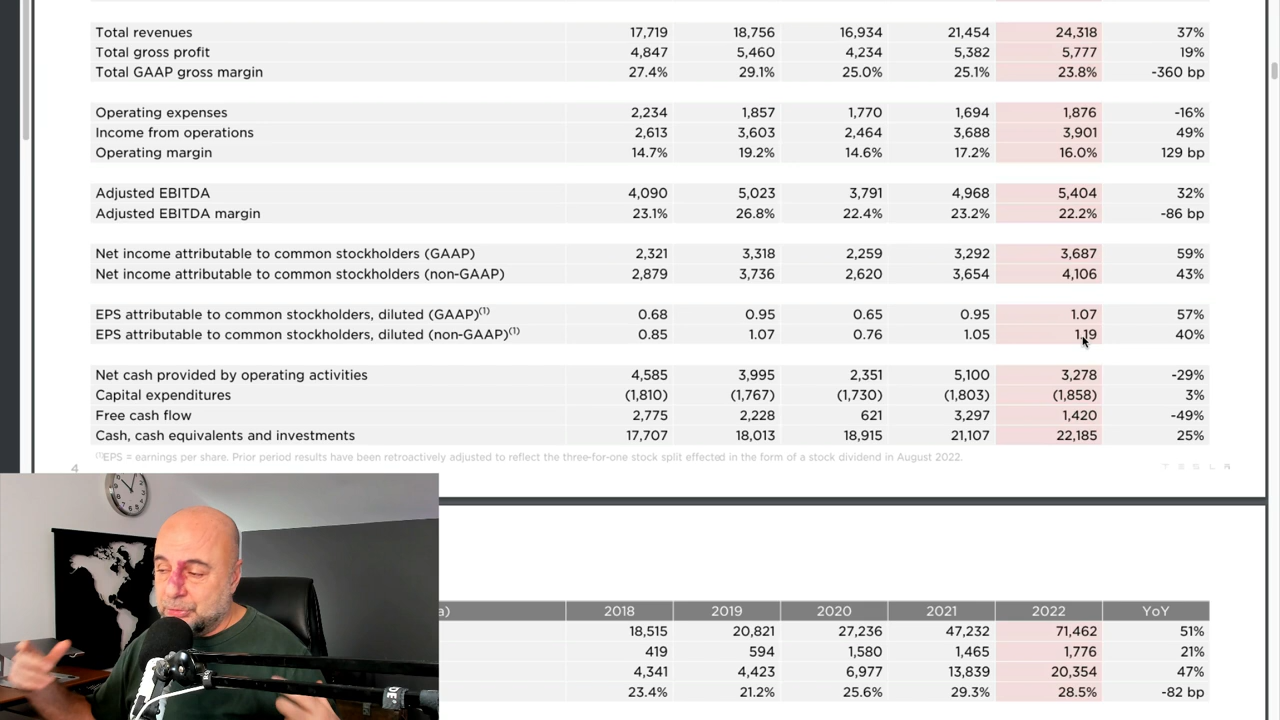 Total revenues 17,719 18,756 16,934 21,454 24,318 37%
Total gross profit 4,847 5,460 4,234 5,382 5,777 19%
Total GAAP gross margin 27.4% 29.1% 25.0% 25.1% 23.8% -360 bp
Operating expenses 2,234 1,857 1,770 1,694 1,876 -16%
Income from operations 2,613 3,603 2,464 3,688 3,901 49%
Operating margin 14.7% 19.2% 14.6% 17.2% 16.0% 129 bp
Adjusted EBITDA 4,090 5,023 3,791 4,968 5,404 32%
Adjusted EBITDA margin 23.1% 26.8% 22.4% 23.2% 22.2% -86 bp
Net income attributable to common stockholders (GAAP) 2,321 3,318 2,259 3,292 3,687 59%
Net income attributable to common stockholders (non-GAAP) 2,879 3,736 2,620 3,654 4,106 43%
EPS attributable to common stockholders, diluted (GAAP)(1) 0.68 0.95 0.65 0.95 1.07 57%
EPS attributable to common stockholders, diluted (non-GAAP)(1) 0.85 1.07 0.76 1.05 1.19 40%
Net cash provided by operating activities 4,585 3,995 2,351 5,100 3,278 -29%
Capital expenditures (1,810) (1,767) (1,730) (1,803) (1,858) 3%
Free cash flow 2,775 2,228 621 3,297 1,420 -49%
Cash, cash equivalents and investments 17,707 18,013 18,915 21,107 22,185 25%
(1)EPS = earnings per share. Prior period results have been retroactively adjusted to reflect the three-for-one stock split effected in the form of a stock dividend in August 2022.
4 TESLA
a) 2018 2019 2020 2021 2022 YoY
18,515 20,821 27,236 47,232 71,462 51%
419 594 1,580 1,465 1,776 21%
4,341 4,423 6,977 13,839 20,354 47%
23.4% 21.2% 25.6% 29.3% 28.5% -82 bp